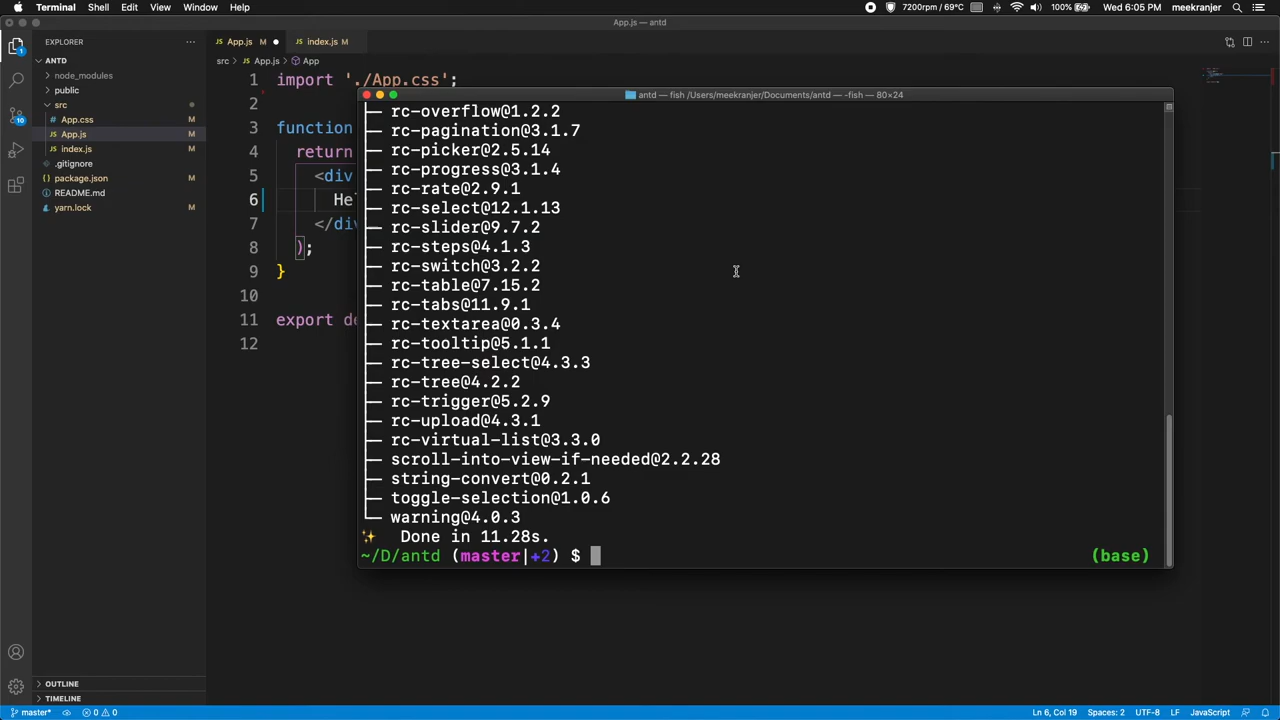 Terminal Shell Edit View Window Help 7200rpm / 69°C 100% Wed 6:05 PM meekranjer
App.js — antd
EXPLORER
ANTD
node_modules
public
src
App.css M
App.js M
index.js M
.gitignore
package.json M
README.md
yarn.lock M
OUTLINE
TIMELINE
1
10
App.js M
index.js M
src > App.js > App
1 import './App.css';
2
3 function
4 return
5 <div
6 He
7 </div
8 );
9 }
10
11 export de
12
antd — fish /Users/meekranjer/Documents/antd — -fish — 80×24
├─ rc-overflow@1.2.2
├─ rc-pagination@3.1.7
├─ rc-picker@2.5.14
├─ rc-progress@3.1.4
├─ rc-rate@2.9.1
├─ rc-select@12.1.13
├─ rc-slider@9.7.2
├─ rc-steps@4.1.3
├─ rc-switch@3.2.2
├─ rc-table@7.15.2
├─ rc-tabs@11.9.1
├─ rc-textarea@0.3.4
├─ rc-tooltip@5.1.1
├─ rc-tree-select@4.3.3
├─ rc-tree@4.2.2
├─ rc-trigger@5.2.9
├─ rc-upload@4.3.1
├─ rc-virtual-list@3.3.0
├─ scroll-into-view-if-needed@2.2.28
├─ string-convert@0.2.1
├─ toggle-selection@1.0.6
└─ warning@4.0.3
✨ Done in 11.28s.
~/D/antd (master|+2) $ (base)
master* 0 0 Ln 6, Col 19 Spaces: 2 UTF-8 LF JavaScript